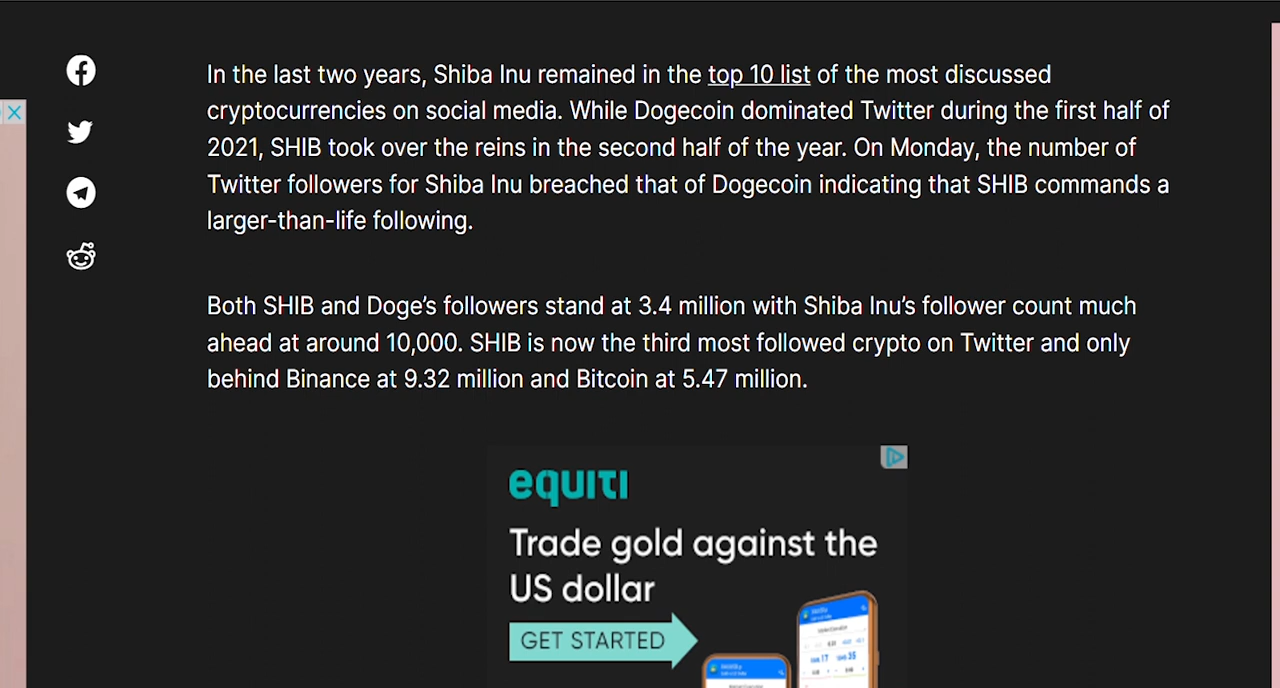 In the last two years, Shiba Inu remained in the top 10 list of the most discussed
cryptocurrencies on social media. While Dogecoin dominated Twitter during the first half of
2021, SHIB took over the reins in the second half of the year. On Monday, the number of
Twitter followers for Shiba Inu breached that of Dogecoin indicating that SHIB commands a
larger-than-life following.
Both SHIB and Doge’s followers stand at 3.4 million with Shiba Inu’s follower count much
ahead at around 10,000. SHIB is now the third most followed crypto on Twitter and only
behind Binance at 9.32 million and Bitcoin at 5.47 million.
equiti
Trade gold against the
US dollar
GET STARTED